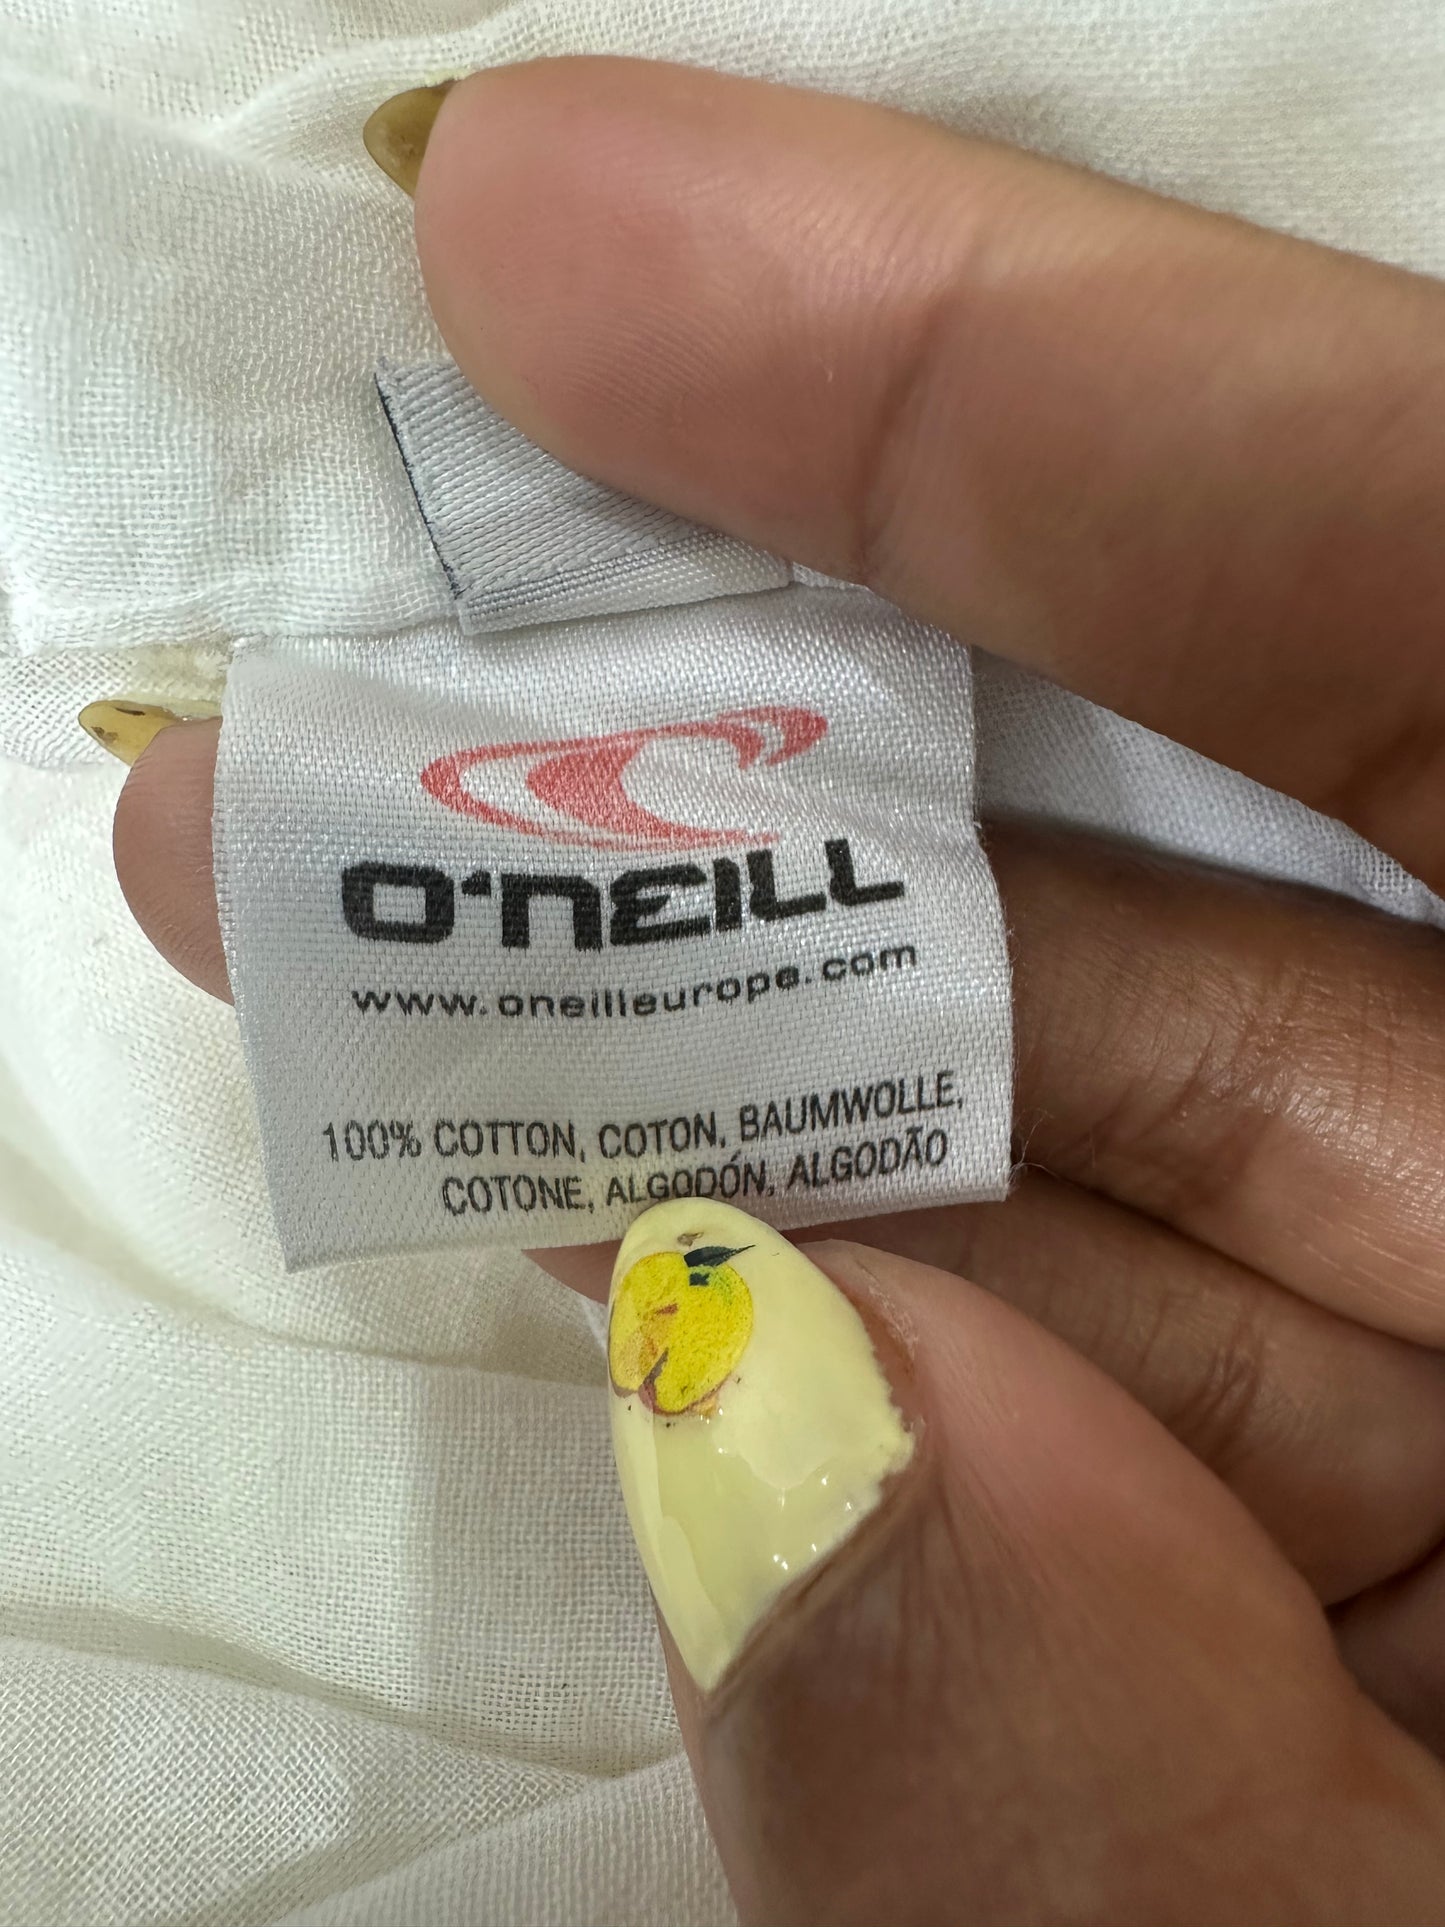 O'NEILL
www.oneilleurope.com
100% COTTON, COTON, BAUMWOLLE,
COTONE, ALGODÓN, ALGODÃO